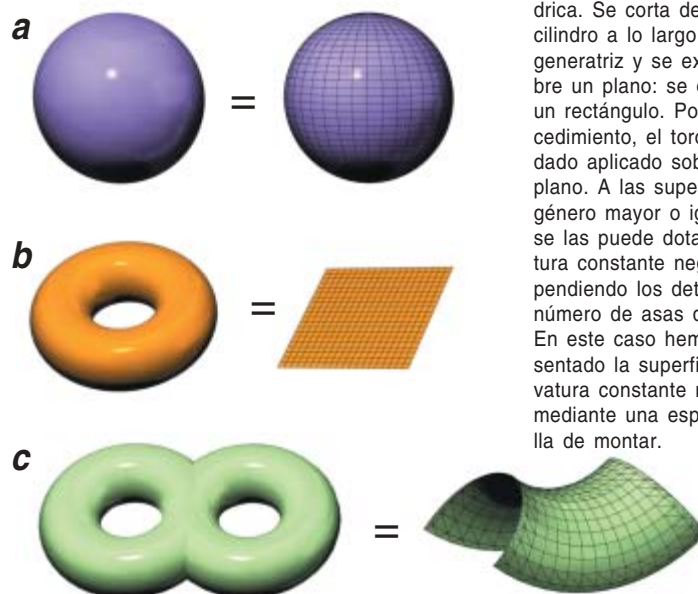 a
=
b
=
c
=
drica. Se corta de
cilindro a lo largo
generatriz y se ex
bre un plano: se
un rectángulo. Po
cedimiento, el toro
dado aplicado sob
plano. A las supe
género mayor o ig
se las puede dota
tura constante neg
pendiendo los det
número de asas
En este caso hem
sentado la superfi
vatura constante
mediante una esp
lla de montar.